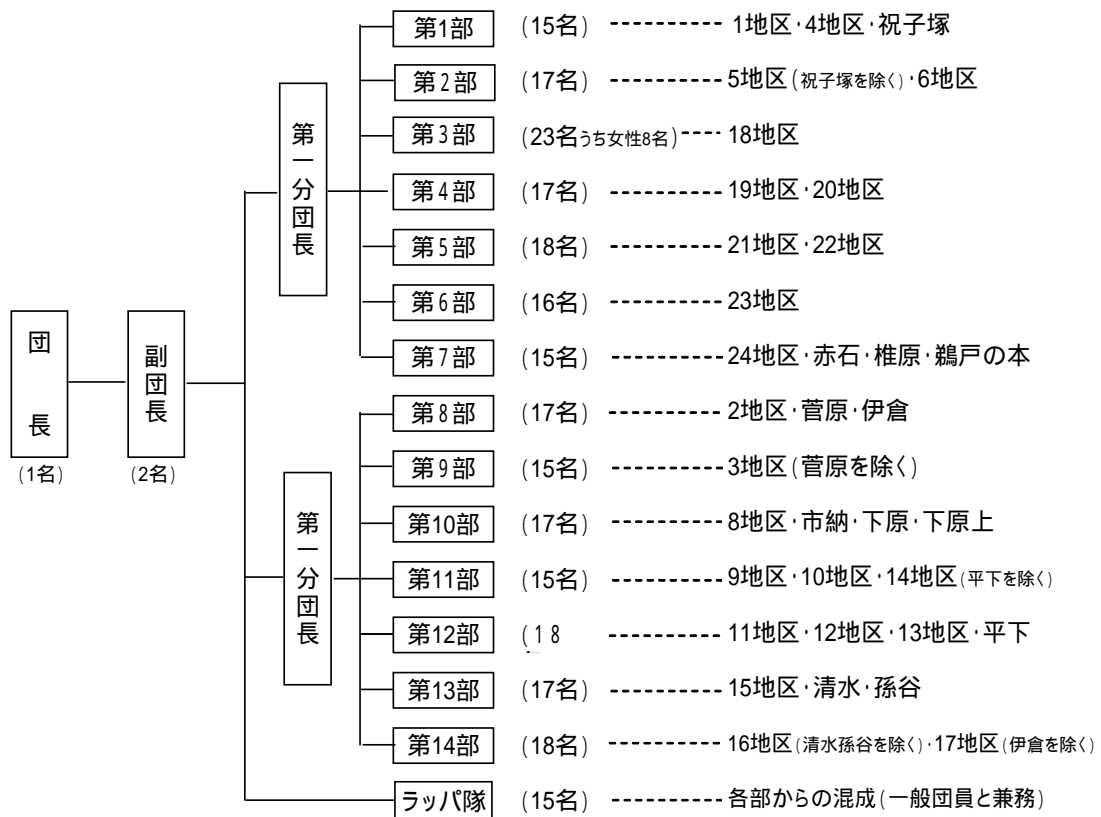 団長
(1名)
副団長
(2名)
第一分団長
第1部 (15名) 1地区・4地区・祝子塚
第2部 (17名) 5地区(祝子塚を除く)・6地区
第3部 (23名うち女性8名) 18地区
第4部 (17名) 19地区・20地区
第5部 (18名) 21地区・22地区
第6部 (16名) 23地区
第7部 (15名) 24地区・赤石・椎原・鵜戸の本
第一分団長
第8部 (17名) 2地区・菅原・伊倉
第9部 (15名) 3地区(菅原を除く)
第10部 (17名) 8地区・市納・下原・下原上
第11部 (15名) 9地区・10地区・14地区(平下を除く)
第12部 (18 11地区・12地区・13地区・平下
第13部 (17名) 15地区・清水・孫谷
第14部 (18名) 16地区(清水孫谷を除く)・17地区(伊倉を除く)
ラッパ隊 (15名) 各部からの混成(一般団員と兼務)